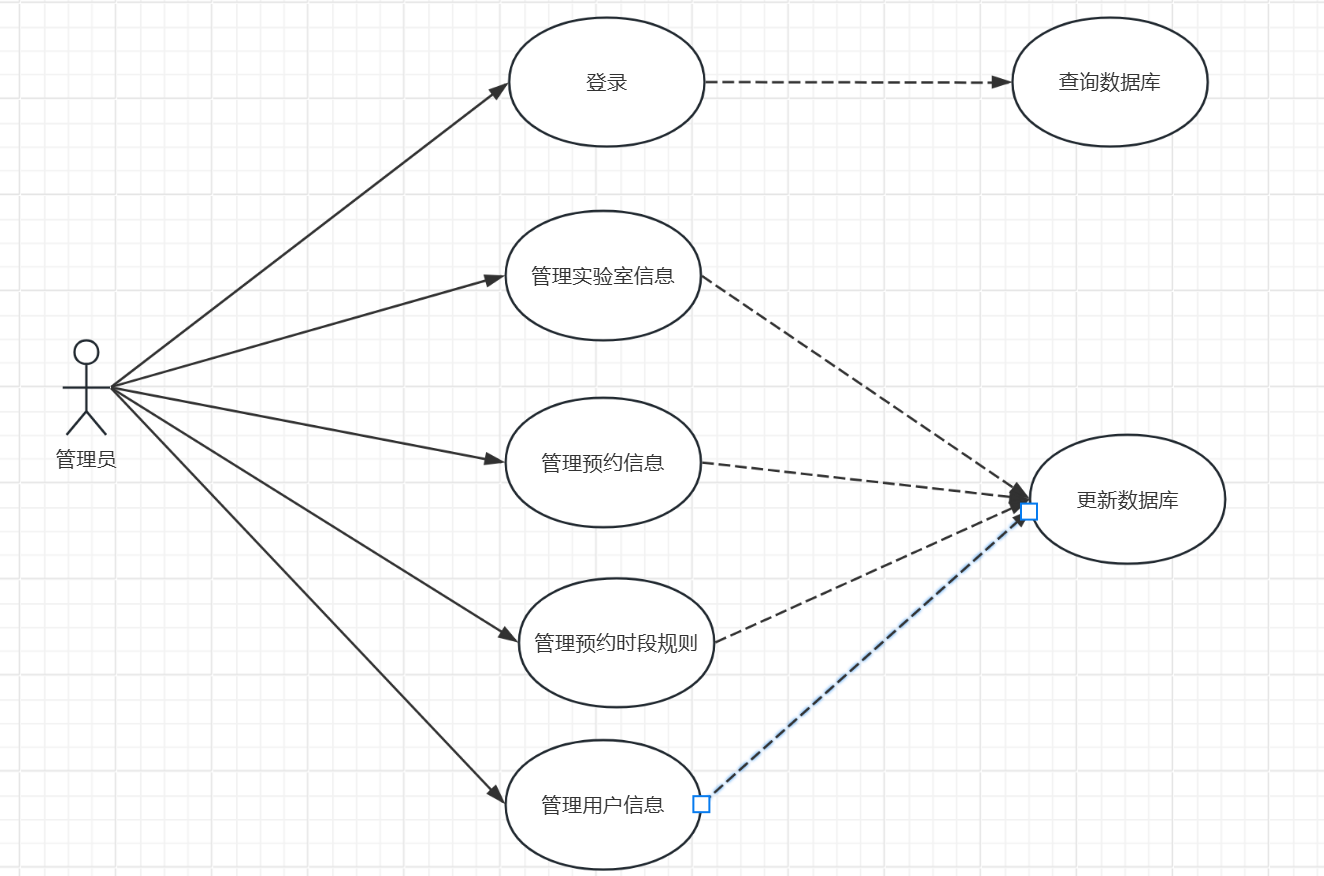 登录
查询数据库
管理实验室信息
管理员
管理预约信息
更新数据库
管理预约时段规则
管理用户信息